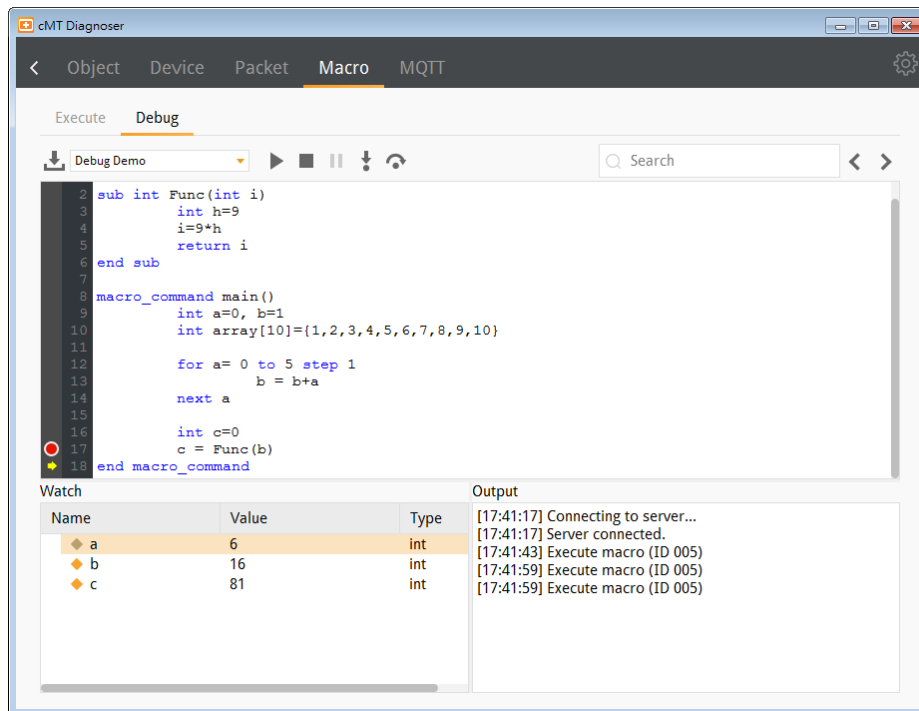 cMT Diagnoser
Object Device Packet Macro MQTT
Execute Debug
Debug Demo Search
2 sub int Func(int i)
3 int h=9
4 i=9*h
5 return i
6 end sub
7
8 macro_command main()
9 int a=0, b=1
10 int array[10]={1,2,3,4,5,6,7,8,9,10}
11
12 for a= 0 to 5 step 1
13 b = b+a
14 next a
15
16 int c=0
17 c = Func(b)
18 end macro_command
Watch
Name Value Type
a 6 int
b 16 int
c 81 int
Output
[17:41:17] Connecting to server...
[17:41:17] Server connected.
[17:41:43] Execute macro (ID 005)
[17:41:59] Execute macro (ID 005)
[17:41:59] Execute macro (ID 005)